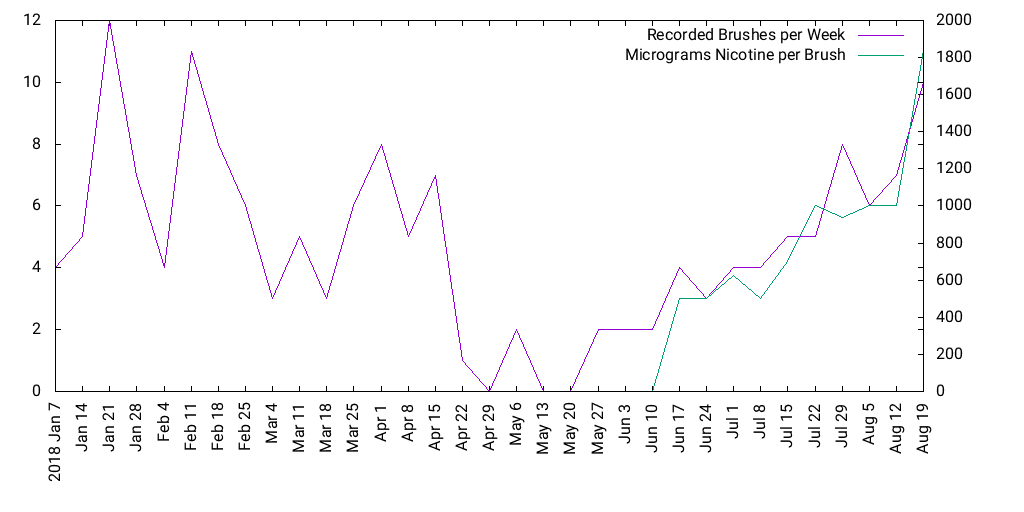 Recorded Brushes per Week
Micrograms Nicotine per Brush
12
10
8
6
4
2
0
2000
1800
1600
1400
1200
1000
800
600
400
200
0
2018 Jan 7
Jan 14
Jan 21
Jan 28
Feb 4
Feb 11
Feb 18
Feb 25
Mar 4
Mar 11
Mar 18
Mar 25
Apr 1
Apr 8
Apr 15
Apr 22
Apr 29
May 6
May 13
May 20
May 27
Jun 3
Jun 10
Jun 17
Jun 24
Jul 1
Jul 8
Jul 15
Jul 22
Jul 29
Aug 5
Aug 12
Aug 19